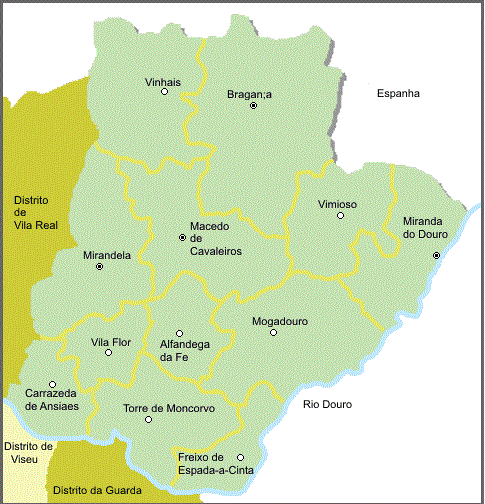 Vinhais
Bragan;a
Espanha
Distrito
de
Vila Real
Vimioso
Miranda
do Douro
Macedo
de
Cavaleiros
Mirandela
Mogadouro
Vila Flor
Alfandega
da Fe
Carrazeda
de Ansiaes
Torre de Moncorvo
Rio Douro
Distrito de
Viseu
Freixo de
Espada-a-Cinta
Distrito da Guarda